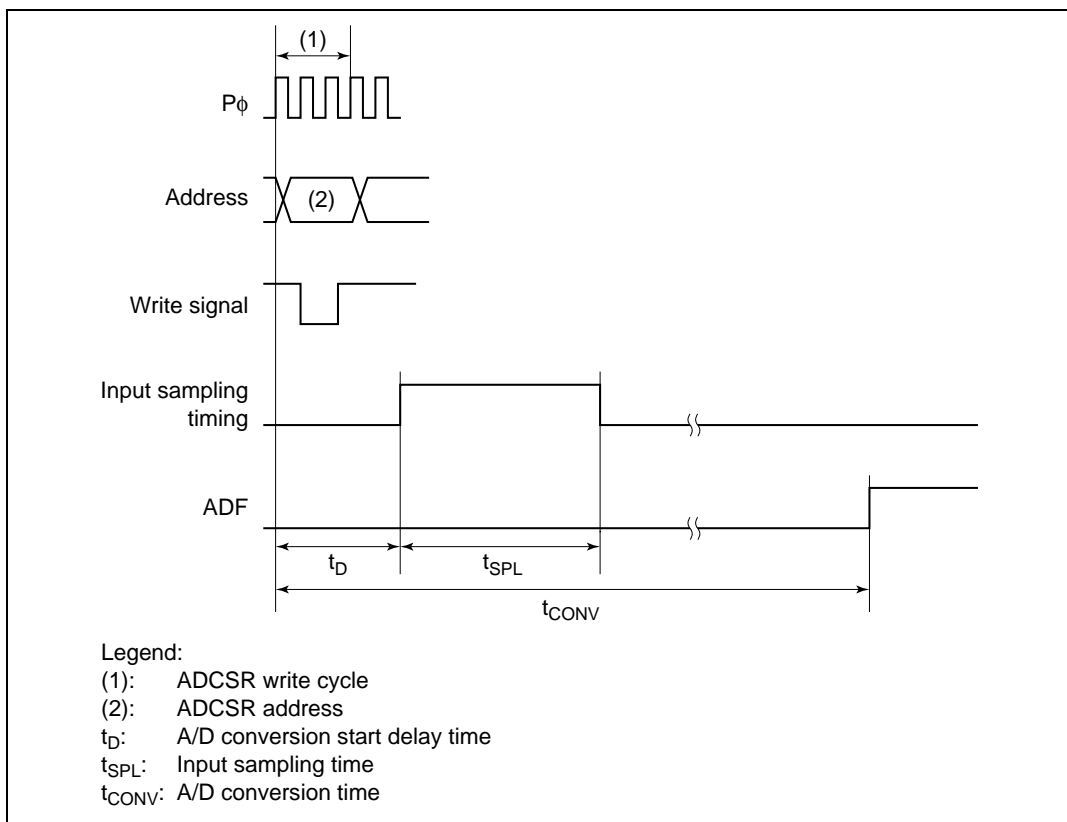 (1)
Pϕ
Address
(2)
Write signal
Input sampling
timing
ADF
tD
tSPL
tCONV
Legend:
(1): ADCSR write cycle
(2): ADCSR address
tD: A/D conversion start delay time
tSPL: Input sampling time
tCONV: A/D conversion time